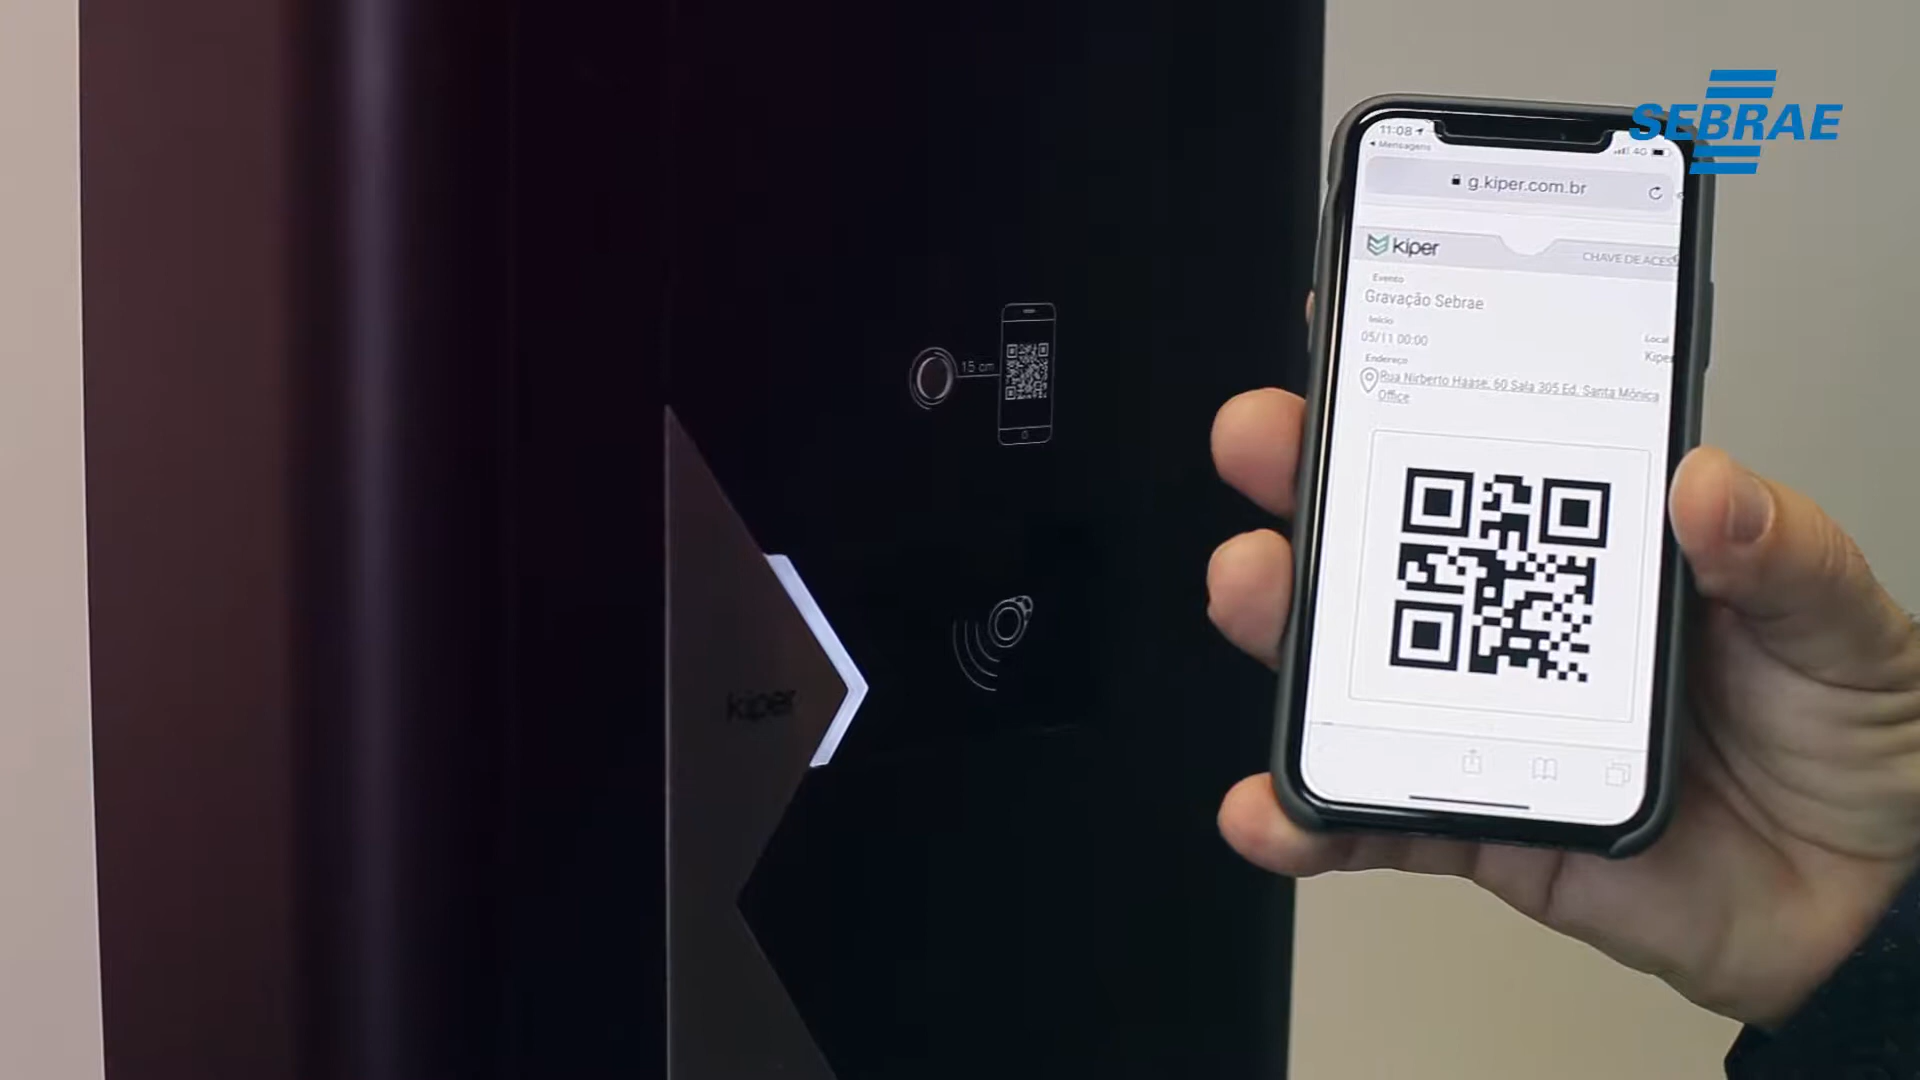 SEBRAE
11:08
Mensagens
4G
g.kiper.com.br
kiper
CHAVE DE ACES
Evento
Gravação Sebrae
Início
05/11 00:00
Local
Kiper
Endereço
Rua Nirberto Haase, 60 Sala 305 Ed. Santa Mônica
Office
15 cm
kiper